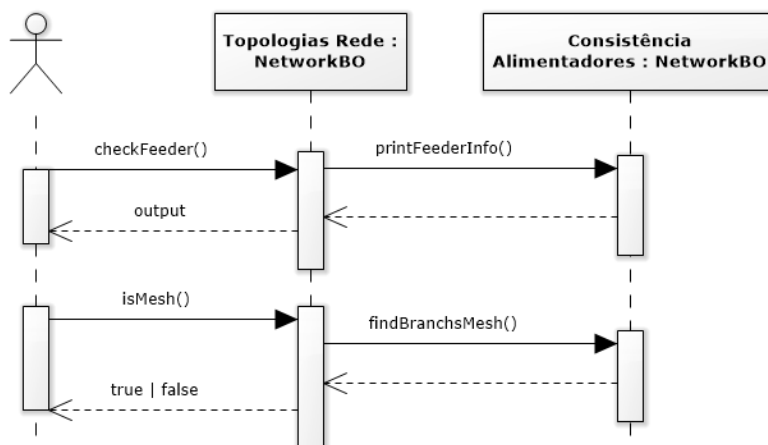 Topologias Rede :
NetworkBO
Consistência
Alimentadores : NetworkBO
checkFeeder()
printFeederInfo()
output
isMesh()
findBranchsMesh()
true | false